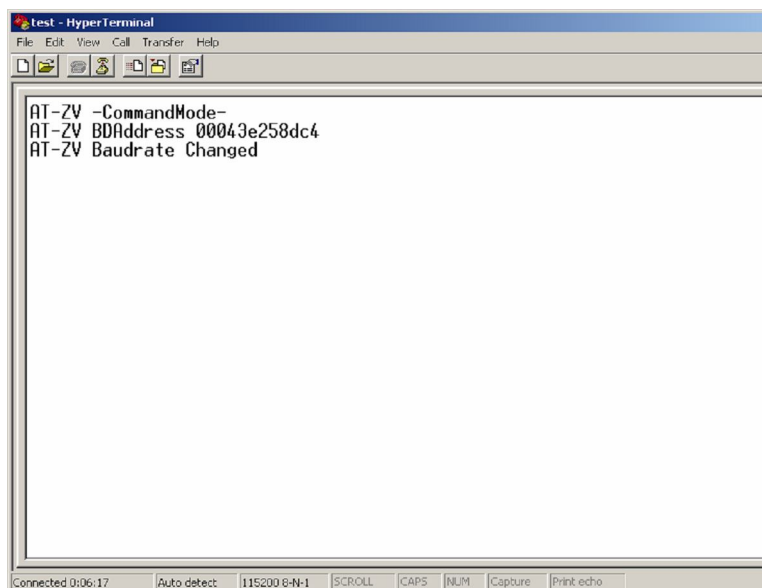 test - HyperTerminal
File Edit View Call Transfer Help
AT-ZV -CommandMode-
AT-ZV BDAddress 00043e258dc4
AT-ZV Baudrate Changed
Connected 0:06:17 Auto detect 115200 8-N-1 SCROLL CAPS NUM Capture Print echo